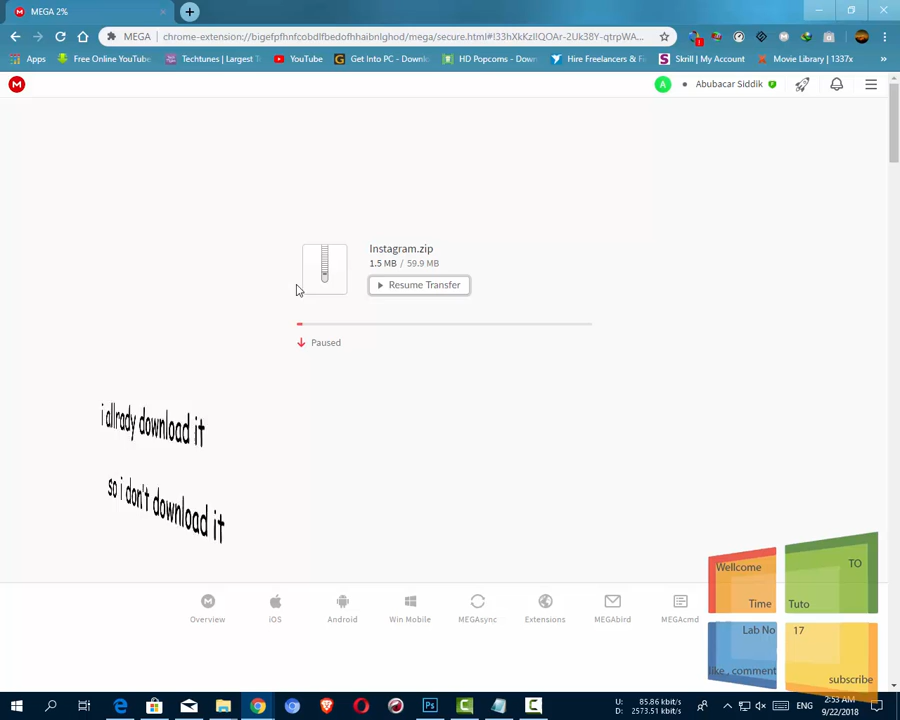 MEGA 2%
MEGA
chrome-extension://bigefpfhnfcobdlfbedofhhaibnlghod/mega/secure.html#!33hXkKzIlQOAr-2Uk38Y-qtrpWA...
Apps
Free Online YouTube
Techtunes | Largest T
YouTube
Get Into PC - Downlo
HD Popcorns - Down
Hire Freelancers & Fi
Skrill | My Account
Movie Library | 1337x
»
M
A
Abubacar Siddik
Instagram.zip
1.5 MB / 59.9 MB
Resume Transfer
Paused
i allrady download it
so i don't download it
Wellcome
TO
Time
Tuto
Lab No
17
like , comment
subscribe
Overview
iOS
Android
Win Mobile
MEGAsync
Extensions
MEGAbird
MEGAcmd
U: 85.86 kbit/s
D: 2573.51 kbit/s
ENG
2:53 AM
9/22/2018